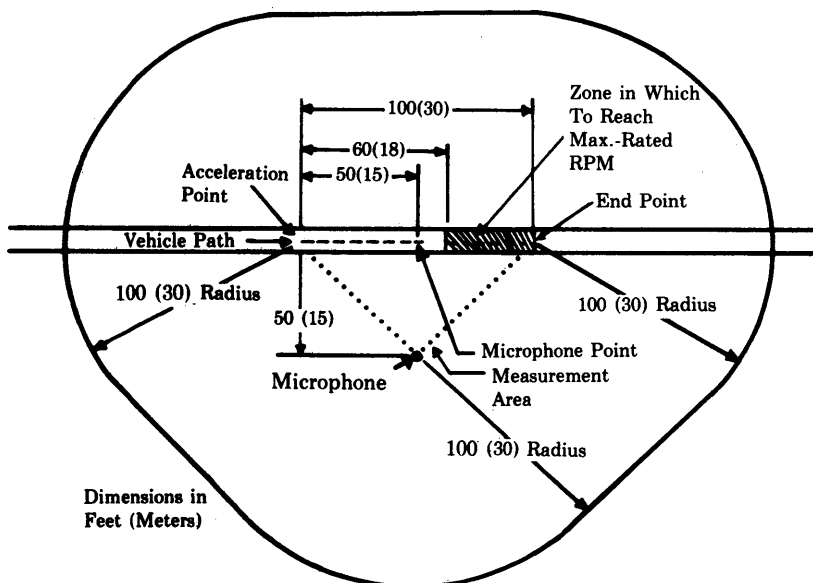 100(30)
Zone in Which
To Reach
Max.-Rated
RPM
60(18)
Acceleration
Point
50(15)
End Point
Vehicle Path
100 (30) Radius
50 (15)
100 (30) Radius
Microphone Point
Microphone
Measurement
Area
100 (30) Radius
Dimensions in
Feet (Meters)